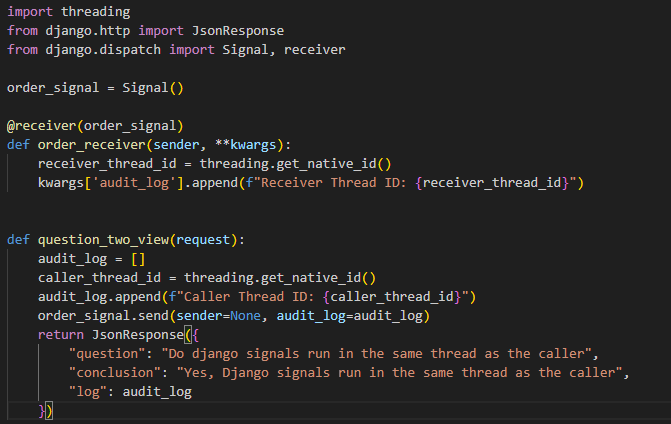 import threading
from django.http import JsonResponse
from django.dispatch import Signal, receiver

order_signal = Signal()

@receiver(order_signal)
def order_receiver(sender, **kwargs):
    receiver_thread_id = threading.get_native_id()
    kwargs['audit_log'].append(f"Receiver Thread ID: {receiver_thread_id}")


def question_two_view(request):
    audit_log = []
    caller_thread_id = threading.get_native_id()
    audit_log.append(f"Caller Thread ID: {caller_thread_id}")
    order_signal.send(sender=None, audit_log=audit_log)
    return JsonResponse({
        "question": "Do django signals run in the same thread as the caller",
        "conclusion": "Yes, Django signals run in the same thread as the caller",
        "log": audit_log
    })